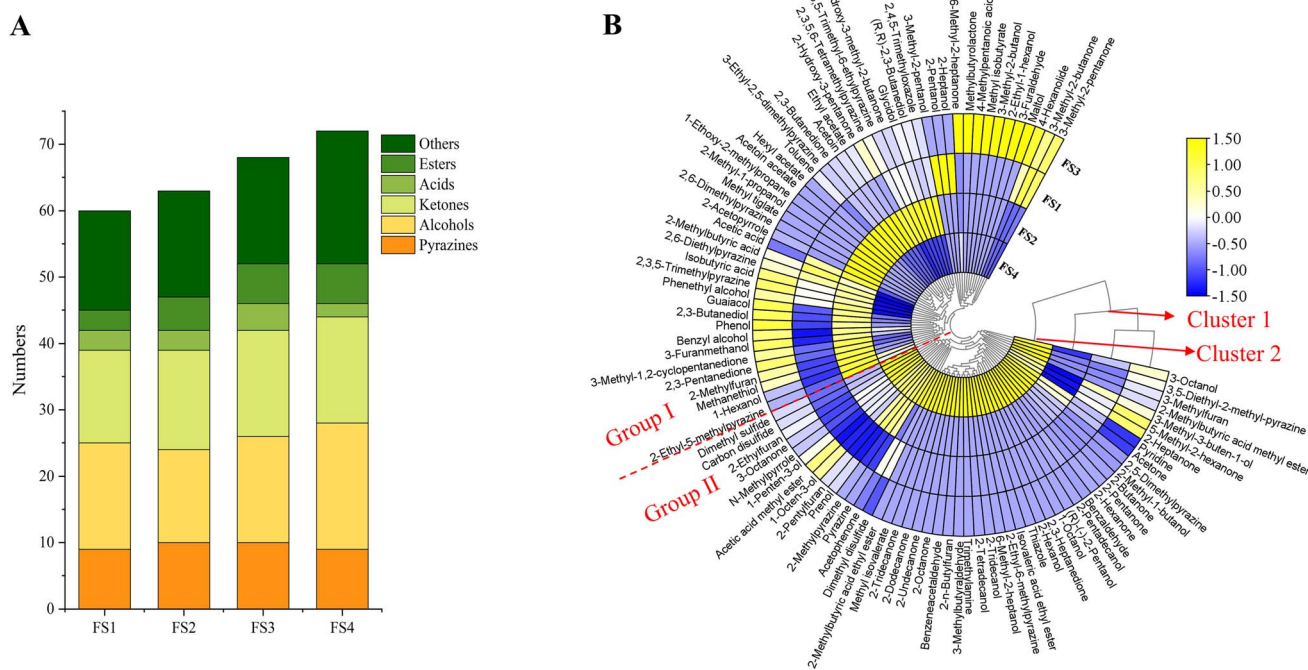 A
B
Numbers
70
60
50
40
30
20
10
0
FS1
FS2
FS3
FS4
Others
Esters
Acids
Ketones
Alcohols
Pyrazines
3-Methyl-2-pentanone
3-Methyl-2-butanone
4-Hexanolide
Maltol
3-Furaldehyde
2-Ethyl-1-hexanol
3-Methyl-2-butanol
Methyl isobutyrate
4-Methylpentanoic acid
Methylbutyrolactone
6-Methyl-2-heptanone
2-Heptanol
2-Pentanol
3-Methyl-2-pentanol
2,4,5-Trimethyloxazole
(R,R)-2,3-Butanediol
Glycidol
ydroxy-3-methyl-2-butanone
,5-Trimethyl-6-ethylpyrazine
2,3,5,6-Tetramethylpyrazine
2-Hydroxy-3-pentanone
Ethyl acetate
Acetoin
2,3-Butanedione
3-Ethyl-2,5-dimethylpyrazine
Toluene
Hexyl acetate
Acetoin acetate
1-Ethoxy-2-methylpropane
2-Methyl-1-propanol
Methyl tiglate
2,6-Dimethylpyrazine
2-Acetopyrrole
Acetic acid
2-Methylbutyric acid
2,6-Diethylpyrazine
Isobutyric acid
2,3,5-Trimethylpyrazine
Phenethyl alcohol
Guaiacol
2,3-Butanediol
Phenol
Benzyl alcohol
3-Furanmethanol
3-Methyl-1,2-cyclopentanedione
2,3-Pentanedione
2-Methylfuran
Methanethiol
1-Hexanol
2-Ethyl-5-methylpyrazine
Dimethyl sulfide
Carbon disulfide
2-Ethylfuran
3-Octanone
N-Methylpyrrole
1-Penten-3-ol
Acetic acid methyl ester
1-Octen-3-ol
2-Pentylfuran
Prenol
2-Methylpyrazine
Pyrazine
Acetophenone
Dimethyl disulfide
2-Methylbutyric acid ethyl ester
Methyl isovalerate
2-Tridecanone
2-Dodecanone
2-Undecanone
2-Octanone
Benzeneacetaldehyde
2-n-Butylfuran
3-Methylbutyraldehyde
Trimethylamine
2-Tetradecanol
2-Tridecanol
6-Methyl-2-heptanol
2-Ethyl-6-methylpyrazine
Isovaleric acid ethyl ester
Thiazole
2-Hexanol
2,3-Heptanedione
1-Octanol
2-Pentadecanol
Benzaldehyde
(R)-(-)-2-Pentanol
2-Hexanone
2-Pentanone
2-Butanone
2-Methyl-1-butanol
2,5-Dimethylpyrazine
Acetone
Pyridine
2-Heptanone
5-Methyl-2-hexanone
3-Methyl-3-buten-1-ol
2-Methylbutyric acid methyl ester
3-Methylfuran
3,5-Diethyl-2-methyl-pyrazine
3-Octanol
FS3
FS1
FS2
FS4
1.50
1.00
0.50
0.00
-0.50
-1.00
-1.50
Cluster 1
Cluster 2
Group I
Group II